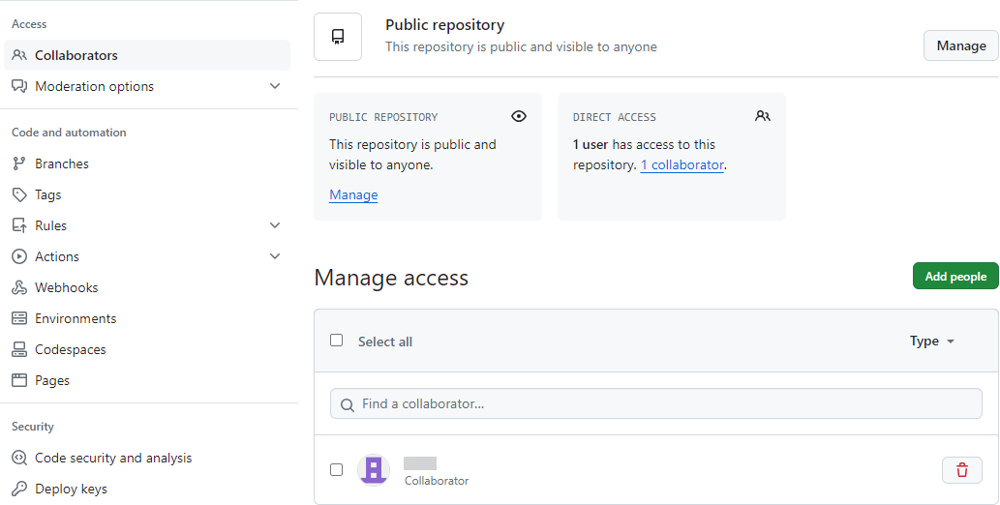 Access
Collaborators
Moderation options
Code and automation
Branches
Tags
Rules
Actions
Webhooks
Environments
Codespaces
Pages
Security
Code security and analysis
Deploy keys
Public repository
This repository is public and visible to anyone
Manage
PUBLIC REPOSITORY
This repository is public and
visible to anyone.
Manage
DIRECT ACCESS
1 user has access to this
repository. 1 collaborator.
Manage access
Add people
Select all
Type
Find a collaborator...
Collaborator